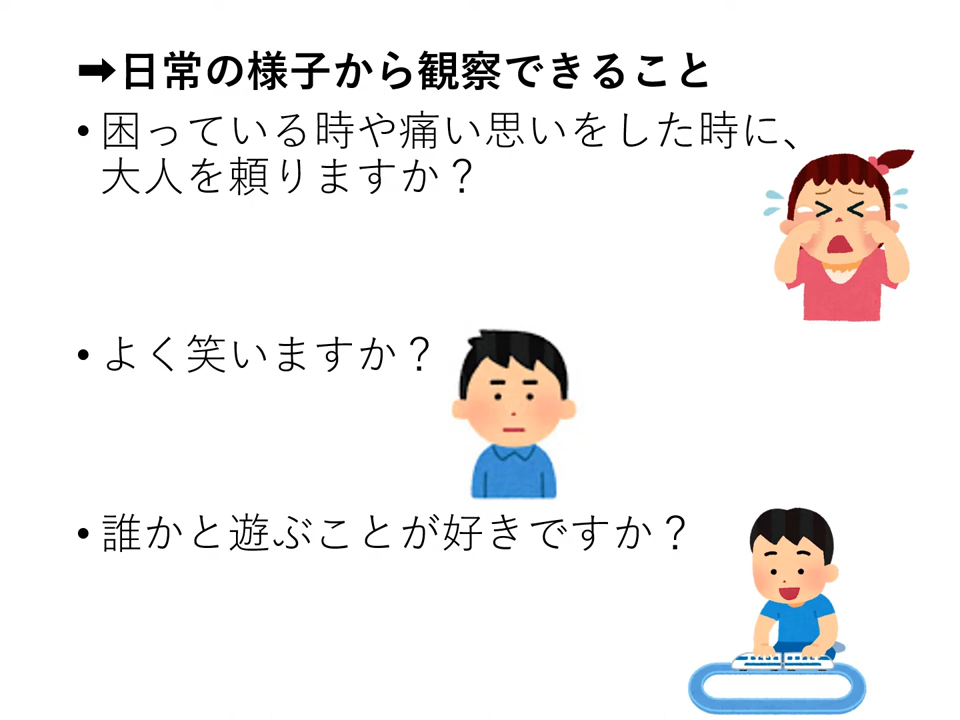 ➡日常の様子から観察できること
• 困っている時や痛い思いをした時に、
大人を頼りますか？
• よく笑いますか？
• 誰かと遊ぶことが好きですか？